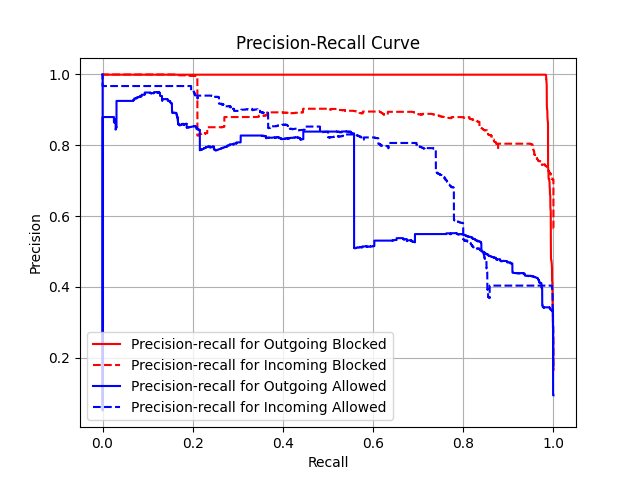 Precision-Recall Curve
1.0
0.8
0.6
0.4
0.2
Precision
Precision-recall for Outgoing Blocked
Precision-recall for Incoming Blocked
Precision-recall for Outgoing Allowed
Precision-recall for Incoming Allowed
0.0 0.2 0.4 0.6 0.8 1.0
Recall